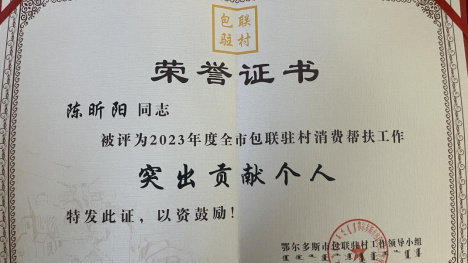 包联
驻村
荣誉证书
陈昕阳 同志
被评为2023年度全市包联驻村消费帮扶工作
突出贡献个人
特发此证，以资鼓励！
鄂尔多斯市包联驻村工作领导小组